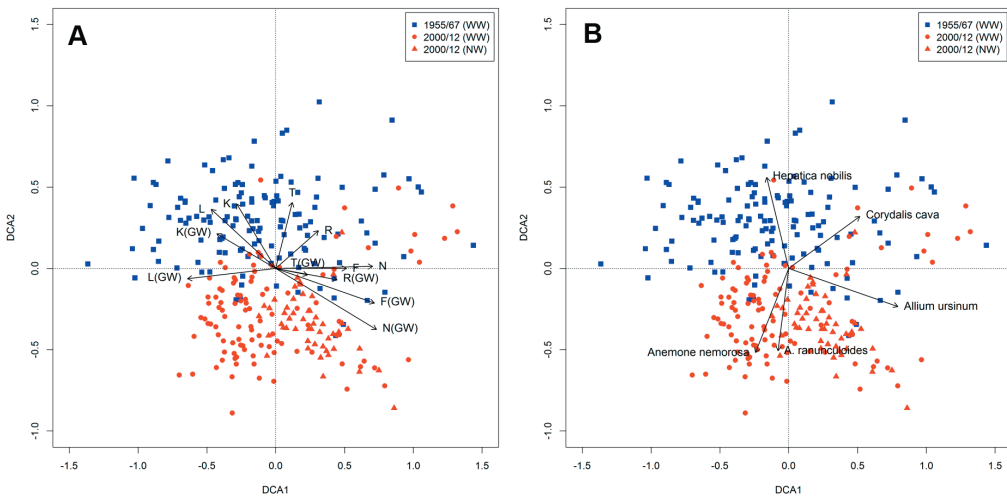 A
1955/67 (WW)
2000/12 (WW)
2000/12 (NW)
DCA2
1.5
1.0
0.5
0.0
-0.5
-1.0
T
K
L
K(GW)
R
T(GW)
F
N
L(GW)
R(GW)
F(GW)
N(GW)
-1.5
-1.0
-0.5
0.0
0.5
1.0
1.5
DCA1
B
1955/67 (WW)
2000/12 (WW)
2000/12 (NW)
DCA2
1.5
1.0
0.5
0.0
-0.5
-1.0
Hepatica nobilis
Corydalis cava
Allium ursinum
Anemone nemorosa
A. ranunculoides
-1.5
-1.0
-0.5
0.0
0.5
1.0
1.5
DCA1